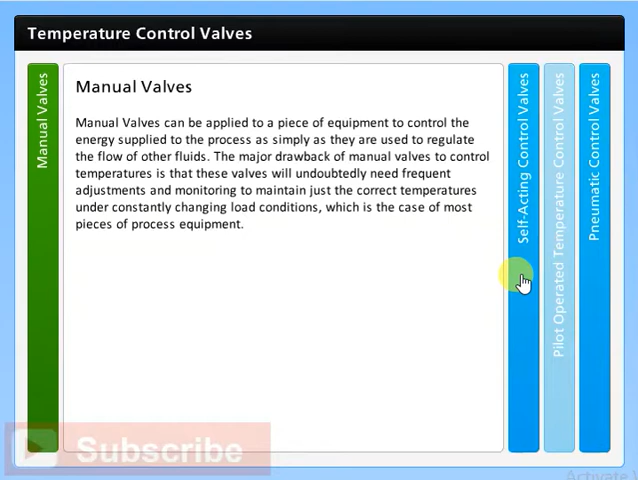 Temperature Control Valves
Manual Valves
Manual Valves
Manual Valves can be applied to a piece of equipment to control the
energy supplied to the process as simply as they are used to regulate
the flow of other fluids. The major drawback of manual valves to control
temperatures is that these valves will undoubtedly need frequent
adjustments and monitoring to maintain just the correct temperatures
under constantly changing load conditions, which is the case of most
pieces of process equipment.
Self-Acting Control Valves
Pilot Operated Temperature Control Valves
Pneumatic Control Valves
Subscribe
Activate